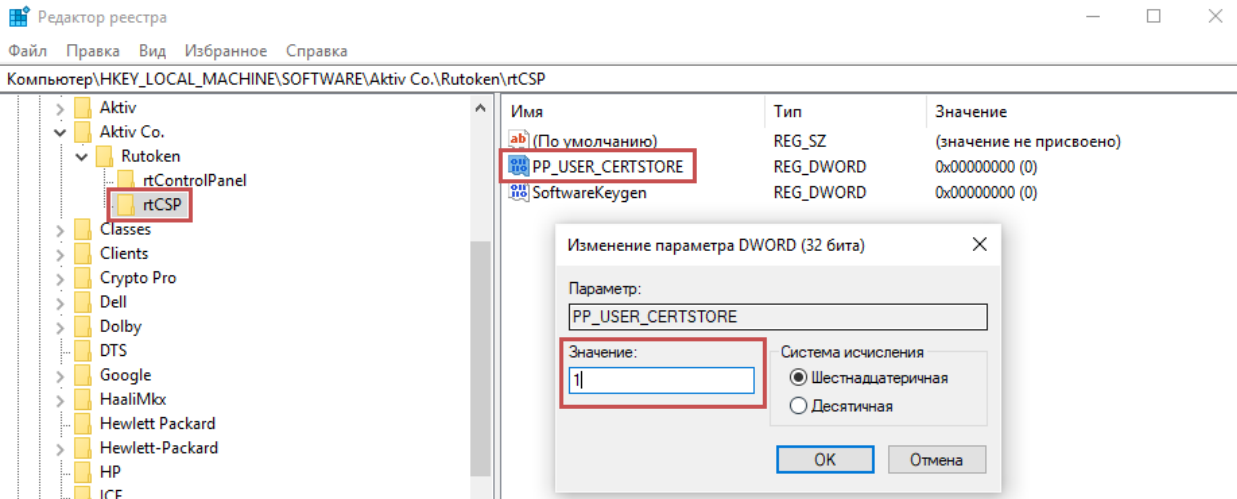 Редактор реестра
Файл Правка Вид Избранное Справка
Компьютер\HKEY_LOCAL_MACHINE\SOFTWARE\Aktiv Co.\Rutoken\rtCSP
Aktiv
Aktiv Co.
Rutoken
rtControlPanel
rtCSP
Classes
Clients
Crypto Pro
Dell
Dolby
DTS
Google
HaaliMkx
Hewlett Packard
Hewlett-Packard
HP
ICE
Имя Тип Значение
(По умолчанию) REG_SZ (значение не присвоено)
PP_USER_CERTSTORE REG_DWORD 0x00000000 (0)
SoftwareKeygen REG_DWORD 0x00000000 (0)
Изменение параметра DWORD (32 бита)
Параметр:
PP_USER_CERTSTORE
Значение:
1
Система исчисления
Шестнадцатеричная
Десятичная
OK Отмена